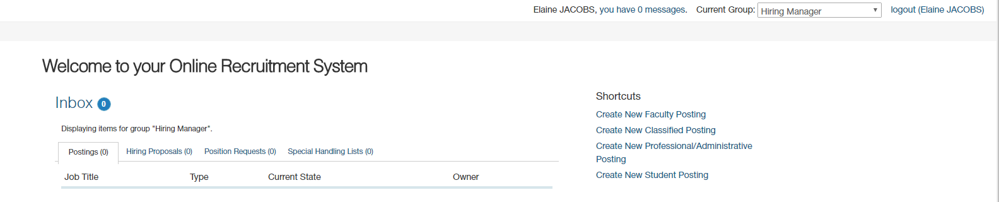 Elaine JACOBS, you have 0 messages. Current Group: Hiring Manager logout (Elaine JACOBS)
Welcome to your Online Recruitment System
Inbox 0
Displaying items for group "Hiring Manager".
Postings (0) Hiring Proposals (0) Position Requests (0) Special Handling Lists (0)
Job Title Type Current State Owner
Shortcuts
Create New Faculty Posting
Create New Classified Posting
Create New Professional/Administrative
Posting
Create New Student Posting